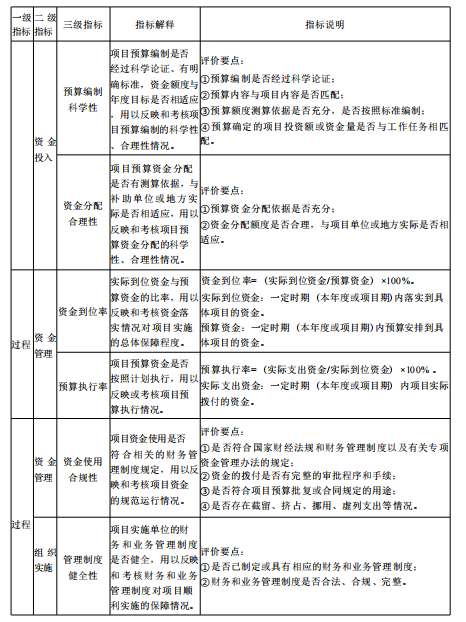 一级 二 级 三级指标 指标解释 指标说明
指标 指标
资 金
投入
预算编制
科学性
项目预算编制是否
经过科学论证、有明
确标准，资金额度与
年度目标是否相适应
，用以反映和考核项
目预算编制的科学性
、合理性情况。
评价要点：
①预算编制是否经过科学论证；
②预算内容与项目内容是否匹配；
③预算额度测算依据是否充分，是否按照标准编制；
④预算确定的项目投资额或资金量是否与工作任务相匹
配。
资金分配
合理性
项目预算资金分配
是否有测算依据，与
补助单位或地方实
际是否相适应，用以
反映和考核项目预
算资金分配的科学
性、合理性情况。
评价要点：
①预算资金分配依据是否充分；
②资金分配额度是否合理，与项目单位或地方实际是否相
适应。
过程
资 金
管理
资金到位率
实际到位资金与预
算资金的比率，用以
反映和考核资金落
实情况对项目实施
的总体保障程度。
资金到位率=（实际到位资金/预算资金）×100%。
实际到位资金：一定时期（本年度或项目期）内落实到具
体项目的资金。
预算资金：一定时期（本年度或项目期）内预算安排到具
体项目的资金。
预算执行率
项目预算资金是否
按照计划执行，用以
反映或考核项目预
算执行情况。
预算执行率=（实际支出资金/实际到位资金）×100%。
实际支出资金：一定时期（本年度或项目期）内项目实际
拨付的资金。
过程
资 金
管理
资金使用
合规性
项目资金使用是否
符合相关的财务管
理制度规定，用以反
映和考核项目资金
的规范运行情况。
评价要点：
①是否符合国家财经法规和财务管理制度以及有关专项
资金管理办法的规定；
②资金的拨付是否有完整的审批程序和手续；
③是否符合项目预算批复或合同规定的用途；
④是否存在截留、挤占、挪用、虚列支出等情况。
组 织
实施
管理制度
健全性
项目实施单位的财
务和业务管理制度
是否健全，用以反映
和考核财务和业务
管理制度对项目顺
利实施的保障情况。
评价要点：
①是否已制定或具有相应的财务和业务管理制度；
②财务和业务管理制度是否合法、合规、完整。